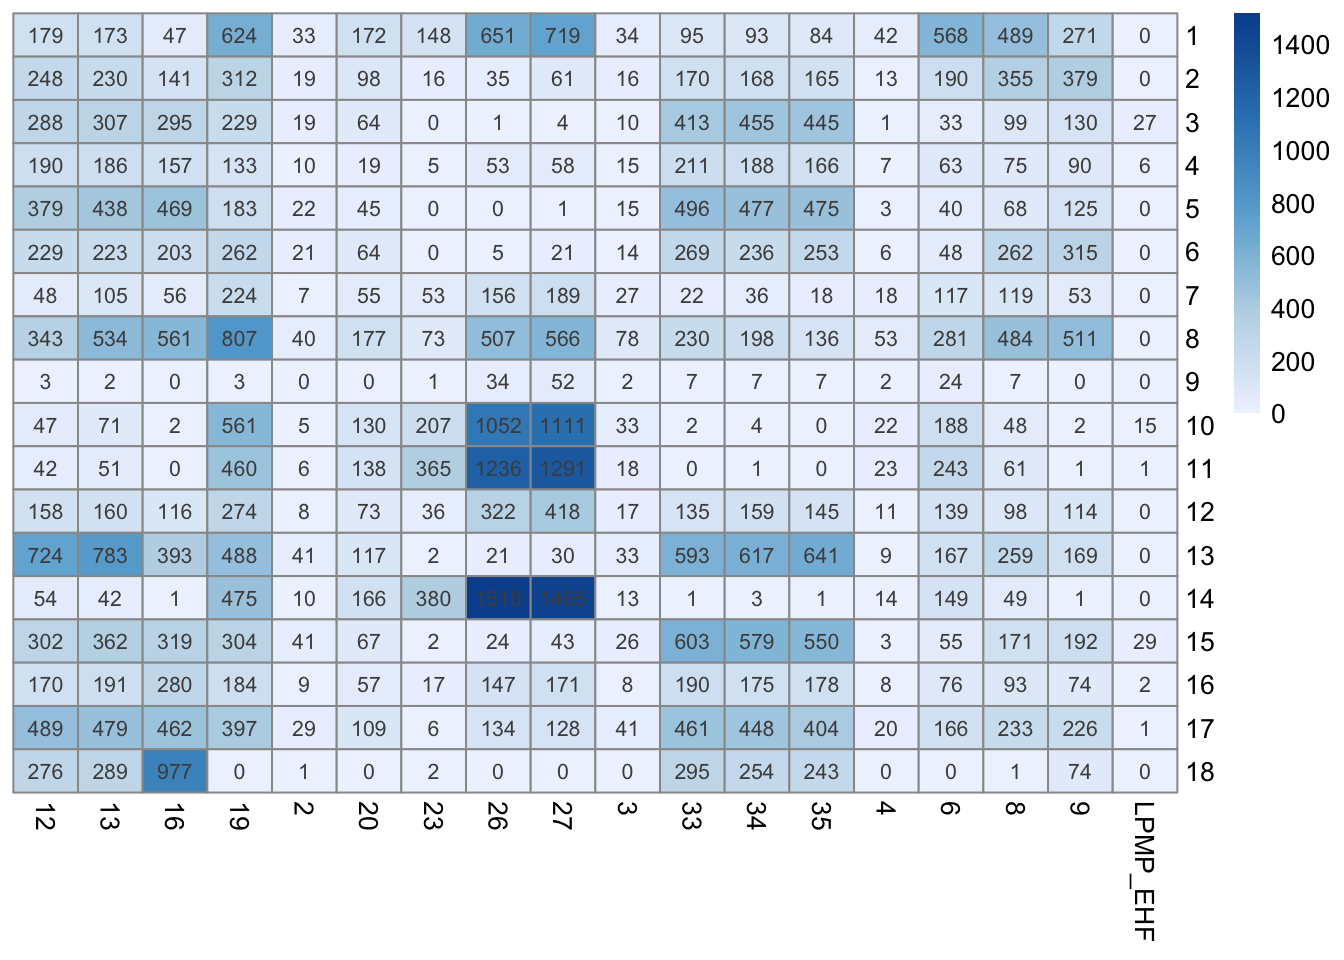 179 173 47 624 33 172 148 651 719 34 95 93 84 42 568 489 271 0 1
248 230 141 312 19 98 16 35 61 16 170 168 165 13 190 355 379 0 2
288 307 295 229 19 64 0 1 4 10 413 455 445 1 33 99 130 27 3
190 186 157 133 10 19 5 53 58 15 211 188 166 7 63 75 90 6 4
379 438 469 183 22 45 0 0 1 15 496 477 475 3 40 68 125 0 5
229 223 203 262 21 64 0 5 21 14 269 236 253 6 48 262 315 0 6
48 105 56 224 7 55 53 156 189 27 22 36 18 18 117 119 53 0 7
343 534 561 807 40 177 73 507 566 78 230 198 136 53 281 484 511 0 8
3 2 0 3 0 0 1 34 52 2 7 7 7 2 24 7 0 0 9
47 71 2 561 5 130 207 1052 1111 33 2 4 0 22 188 48 2 15 10
42 51 0 460 6 138 365 1236 1291 18 0 1 0 23 243 61 1 1 11
158 160 116 274 8 73 36 322 418 17 135 159 145 11 139 98 114 0 12
724 783 393 488 41 117 2 21 30 33 593 617 641 9 167 259 169 0 13
54 42 1 475 10 166 380 1518 13 1 3 1 14 149 49 1 0 14
302 362 319 304 41 67 2 24 43 26 603 579 550 3 55 171 192 29 15
170 191 280 184 9 57 17 147 171 8 190 175 178 8 76 93 74 2 16
489 479 462 397 29 109 6 134 128 41 461 448 404 20 166 233 226 1 17
276 289 977 0 1 0 2 0 0 0 295 254 243 0 0 1 74 0 18
12 13 16 19 2 20 23 26 27 3 33 34 35 4 6 8 9 LPMP_EHF
1400
1200
1000
800
600
400
200
0